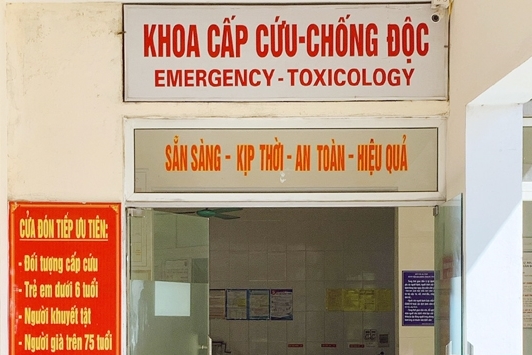 KHOA CẤP CỨU-CHỐNG ĐỘC
EMERGENCY - TOXICOLOGY
SẴN SÀNG - KỊP THỜI - AN TOÀN - HIỆU QUẢ
CỬA ĐÓN TIẾP ƯU TIÊN:
- Đối tượng cấp cứu
- Trẻ em dưới 6 tuổi
- Người khuyết tật
- Người già trên 75 tuổi